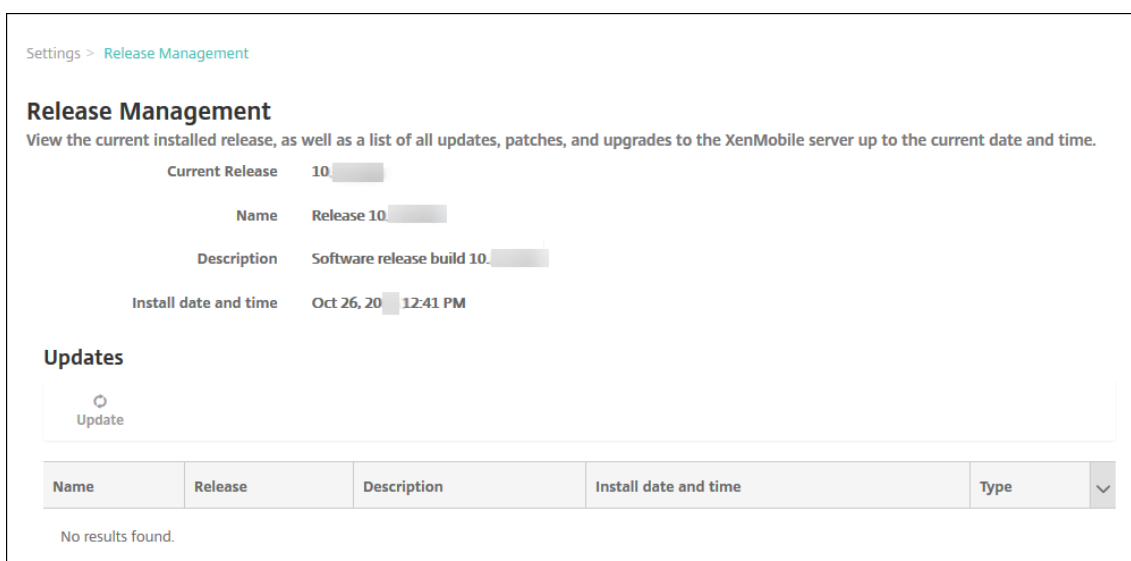 Settings > Release Management
Release Management
View the current installed release, as well as a list of all updates, patches, and upgrades to the XenMobile server up to the current date and time.
Current Release 10.
Name Release 10.
Description Software release build 10.
Install date and time Oct 26, 20 12:41 PM
Updates
Update
Name Release Description Install date and time Type
No results found.